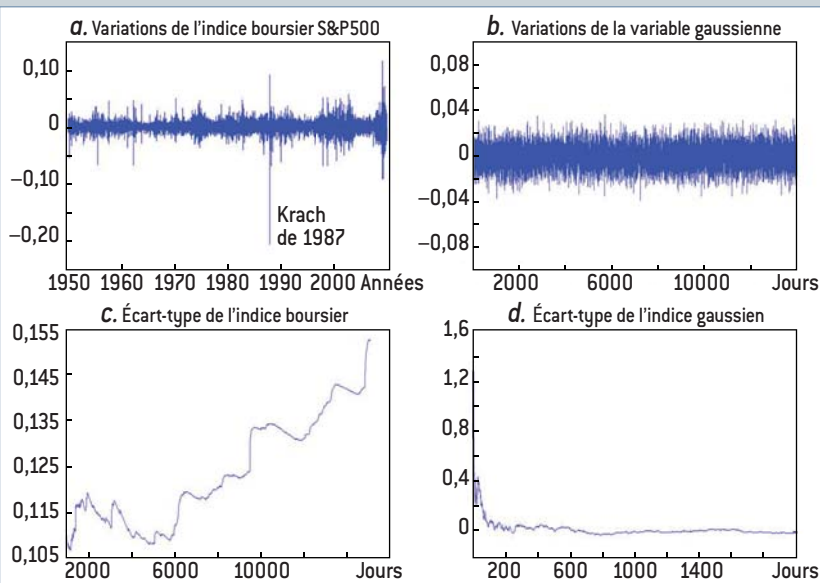 a. Variations de l’indice boursier S&P500
0,10
0
–0,10
–0,20
Krach
de 1987
1950 1960 1970 1980 1990 2000 Années
b. Variations de la variable gaussienne
0,08
0,04
0
–0,04
–0,08
2000 6000 10000 Jours
c. Écart-type de l’indice boursier
0,155
0,145
0,135
0,125
0,115
0,105
2000 6000 10000 Jours
d. Écart-type de l’indice gaussien
1,6
1,2
0,8
0,4
0
200 600 1000 1400 Jours